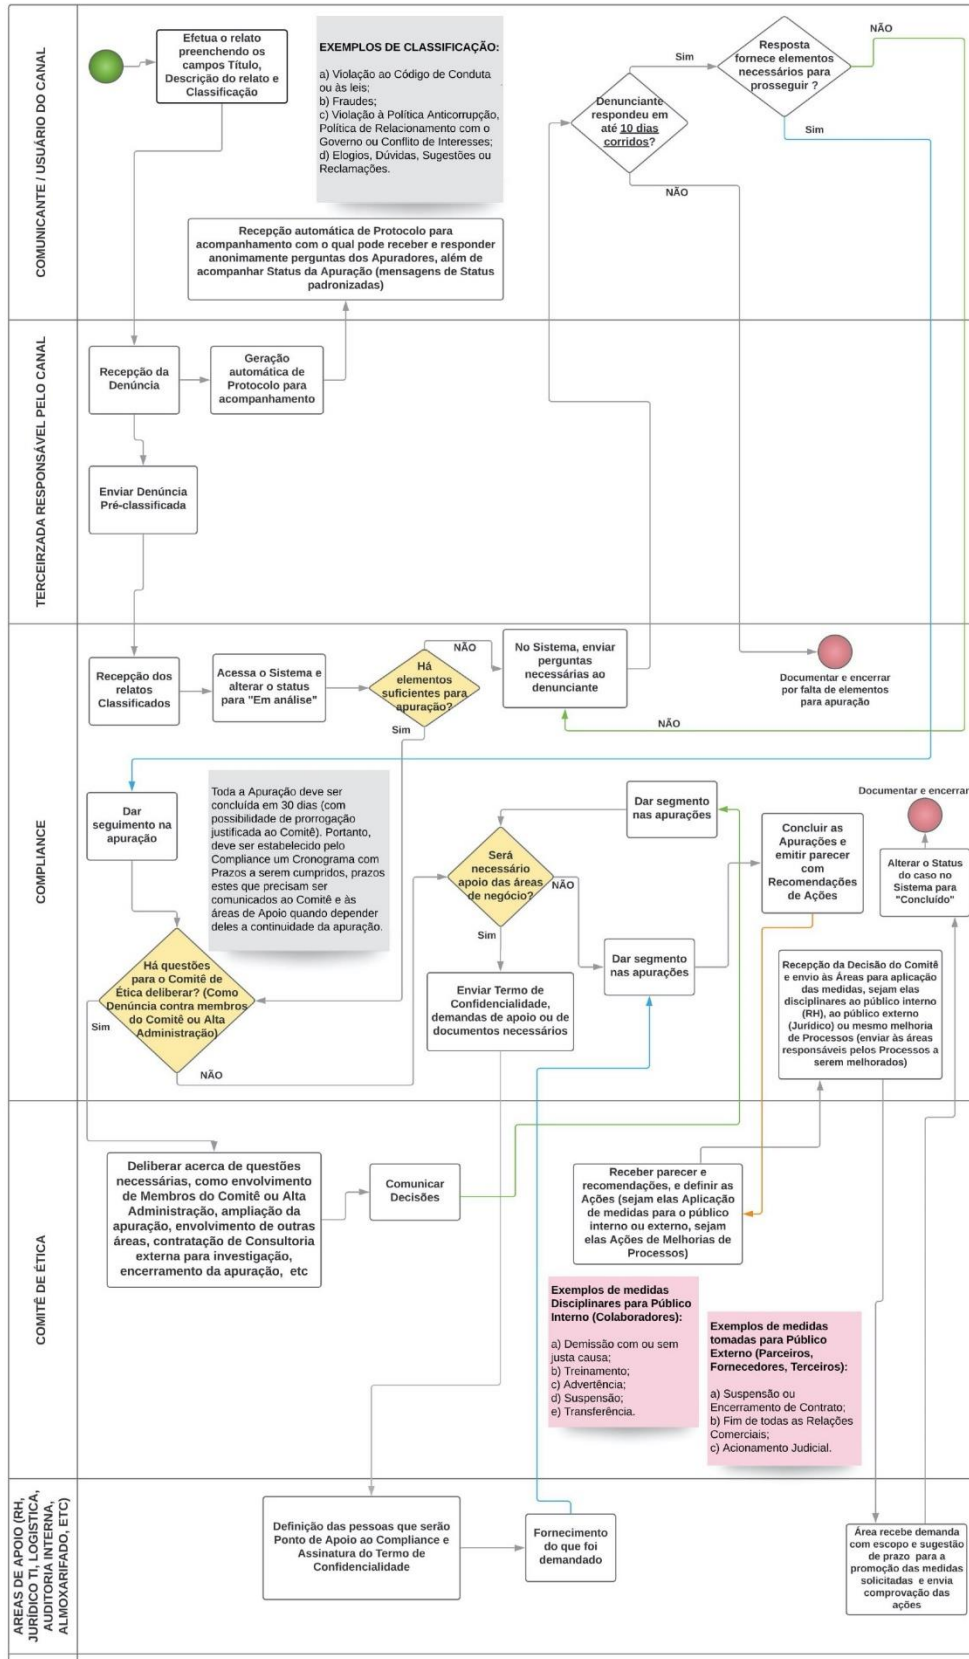 COMUNICANTE / USUÁRIO DO CANAL
Efetua o relato
preenchendo os
campos Título,
Descrição do relato e
Classificação
EXEMPLOS DE CLASSIFICAÇÃO:
a) Violação ao Código de Conduta
ou às leis;
b) Fraudes;
c) Violação à Política Anticorrupção,
Política de Relacionamento com o
Governo ou Conflito de Interesses;
d) Elogios, Dúvidas, Sugestões ou
Reclamações.
Denunciante
respondeu em
até 10 dias
corridos?
Sim
NÃO
Resposta
fornece elementos
necessários para
prosseguir ?
NÃO
Sim
Recepção automática de Protocolo para
acompanhamento com o qual pode receber e responder
anonimamente perguntas dos Apuradores, além de
acompanhar Status da Apuração (mensagens de Status
padronizadas)
TERCEIRZADA RESPONSÁVEL PELO CANAL
Recepção da
Denúncia
Geração
automática de
Protocolo para
acompanhamento
Enviar Denúncia
Pré-classificada
COMPLIANCE
Recepção dos
relatos
Classificados
Acessa o Sistema e
alterar o status
para "Em análise"
Há
elementos
suficientes para
apuração?
NÃO
Sim
No Sistema, enviar
perguntas
necessárias ao
denunciante
Documentar e encerrar
por falta de elementos
para apuração
NÃO
Dar
seguimento na
apuração
Toda a Apuração deve ser
concluída em 30 dias (com
possibilidade de prorrogação
justificada ao Comitê). Portanto,
deve ser estabelecido pelo
Compliance um Cronograma com
Prazos a serem cumpridos, prazos
estes que precisam ser
comunicados ao Comitê e às
áreas de Apoio quando depender
deles a continuidade da apuração.
Será
necessário
apoio das áreas
de negócio?
NÃO
Sim
Dar segmento
nas apurações
Dar segmento
nas apurações
Concluir as
Apurações e
emitir parecer
com
Recomendações
de Ações
Documentar e encerrar
Alterar o Status
do caso no
Sistema para
"Concluído"
Há questões
para o Comitê de
Ética deliberar? (Como
Denúncia contra membros
do Comitê ou Alta
Administração)
Sim
NÃO
Enviar Termo de
Confidencialidade,
demandas de apoio ou de
documentos necessários
Recepção da Decisão do Comitê
e envio às Áreas para aplicação
das medidas, sejam elas
disciplinares ao público interno
(RH), ao público externo
(Jurídico) ou mesmo melhoria
de Processos (enviar às áreas
responsáveis pelos Processos a
serem melhorados)
COMITÊ DE ÉTICA
Deliberar acerca de questões
necessárias, como envolvimento
de Membros do Comitê ou Alta
Administração, ampliação da
apuração, envolvimento de outras
áreas, contratação de Consultoria
externa para investigação,
encerramento da apuração, etc
Comunicar
Decisões
Receber parecer e
recomendações, e definir as
Ações (sejam elas Aplicação
de medidas para o público
interno ou externo, sejam
elas Ações de Melhorias de
Processos)
Exemplos de medidas
Disciplinares para Público
Interno (Colaboradores):
a) Demissão com ou sem
justa causa;
b) Treinamento;
c) Advertência;
d) Suspensão;
e) Transferência.
Exemplos de medidas
tomadas para Público
Externo (Parceiros,
Fornecedores, Terceiros):
a) Suspensão ou
Encerramento de Contrato;
b) Fim de todas as Relações
Comerciais;
c) Acionamento Judicial.
AREAS DE APOIO (RH,
JURÍDICO TI, LOGISTICA,
AUDITORIA INTERNA,
ALMOXARIFADO, ETC)
Definição das pessoas que serão
Ponto de Apoio ao Compliance e
Assinatura do Termo de
Confidencialidade
Fornecimento
do que foi
demandado
Área recebe demanda
com escopo e sugestão
de prazo para a
promoção das medidas
solicitadas e envia
comprovação das
ações